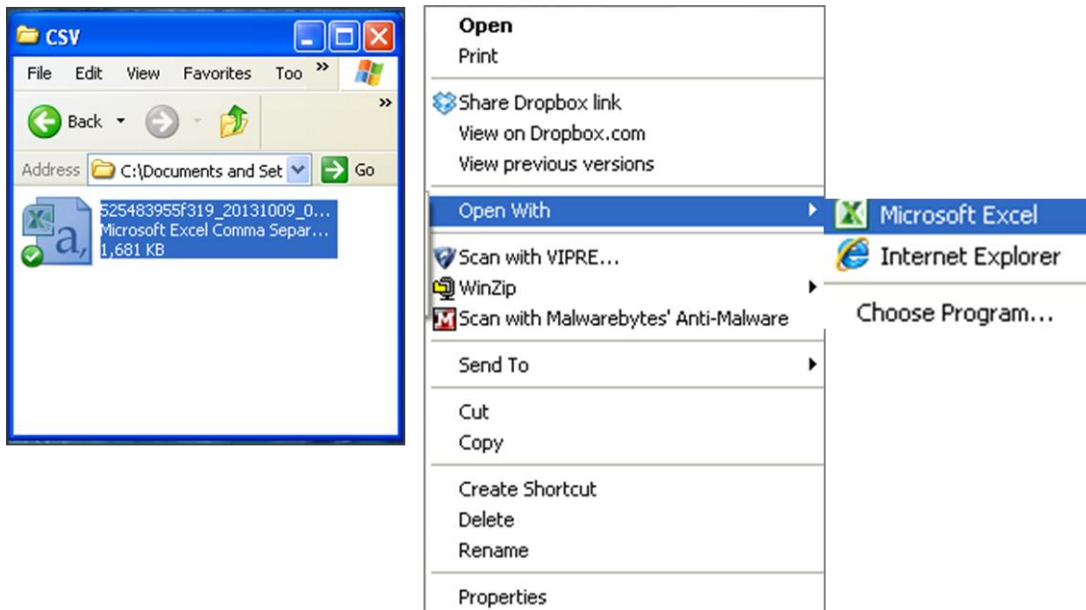 CSV
File Edit View Favorites Too »
Back »
Address C:\Documents and Set Go
525483955f319_20131009_0...
Microsoft Excel Comma Separ...
1,681 KB
a,
Open
Print
Share Dropbox link
View on Dropbox.com
View previous versions
Open With
Scan with VIPRE...
WinZip
Scan with Malwarebytes' Anti-Malware
Send To
Cut
Copy
Create Shortcut
Delete
Rename
Properties
Microsoft Excel
Internet Explorer
Choose Program...